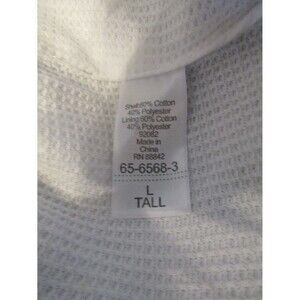 Shell:60% Cotton
40% Polyester
Lining:60% Cotton
40% Polyester
92082
Made in
China
RN 88842
65-6568-3
L
TALL